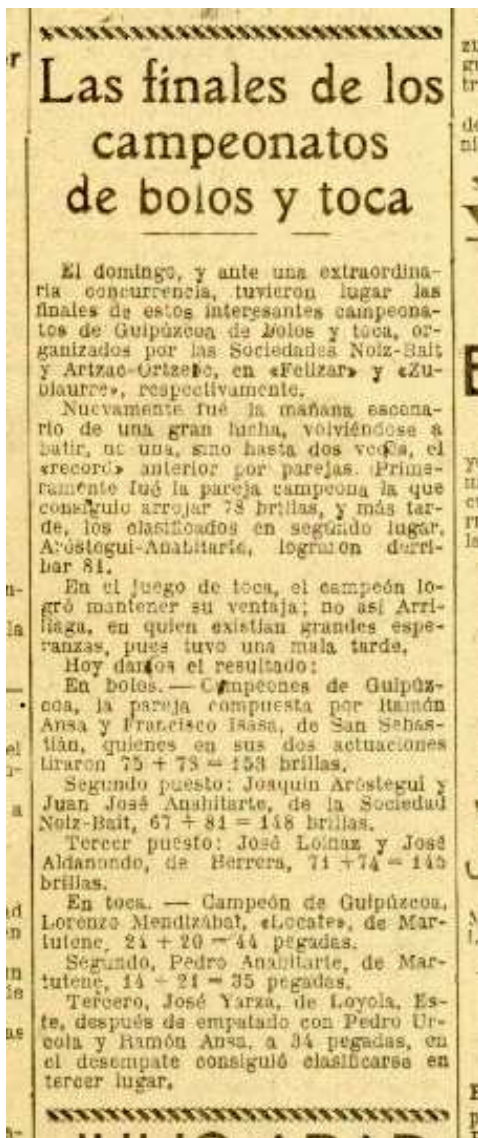 Las finales de los
campeonatos
de bolos y toca
El domingo, y ante una extraordina-
ria concurrencia, tuvieron lugar las
finales de estos interesantes campeona-
tos de Guipúzcoa de bolos y toca, or-
ganizados por las Sociedades Noiz-Bait
y Artzac-Ortzeko, en «Felizar» y «Zu-
blaurre», respectivamente.
Nuevamente fué la mañana escena-
rio de una gran lucha, volviéndose a
batir, no una, sino hasta dos veces, el
«record» anterior por parejas. Prime-
ramente fué la pareja campeona la que
consiguió arrojar 78 brillas, y más tar-
de, los clasificados en segundo lugar,
Aróstegui-Anabitarte, lograron derri-
bar 81.
En el juego de toca, el campeón lo-
gró mantener su ventaja; no así Arri-
llaga, en quien existían grandes espe-
ranzas, pues tuvo una mala tarde.
Hoy damos el resultado:
En bolos. — Campeones de Guipúz-
coa, la pareja compuesta por Ramón
Ansa y Francisco Isasa, de San Sebas-
tián, quienes en sus dos actuaciones
tiraron 75 + 78 = 153 brillas.
Segundo puesto: Joaquín Aróstegui y
Juan José Anabitarte, de la Sociedad
Noiz-Bait, 67 + 81 = 148 brillas.
Tercer puesto: José Loinaz y José
Aldanondo, de Herrera, 71 + 74 = 145
brillas.
En toca. — Campeón de Guipúzcoa,
Lorenzo Mendizábal, «Locate», de Mar-
tutene, 24 + 20 = 44 pegadas.
Segundo, Pedro Anabitarte, de Mar-
tutene, 14 + 21 = 35 pegadas.
Tercero, José Yarza, de Loyola. Es-
te, después de empatado con Pedro Ur-
cola y Ramón Ansa, a 34 pegadas, en
el desempate consiguió clasificarse en
tercer lugar.